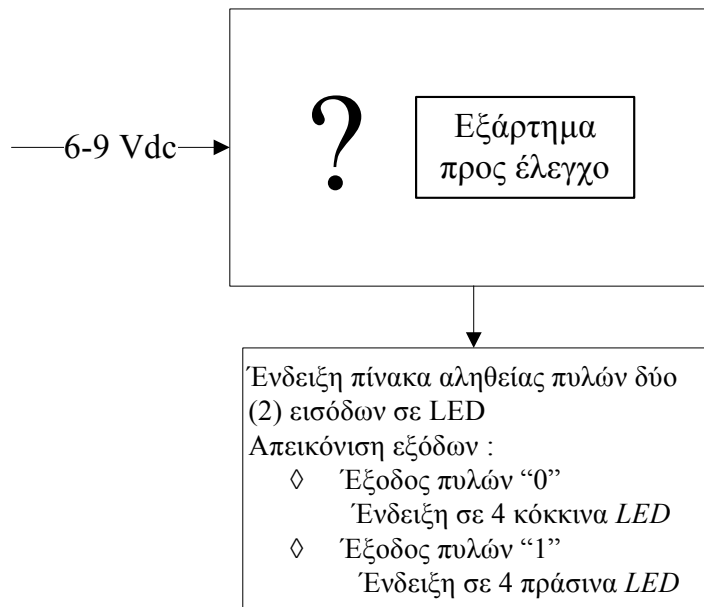 6-9 Vdc
?
Εξάρτημα
προς έλεγχο
Ένδειξη πίνακα αληθείας πυλών δύο
(2) εισόδων σε LED
Απεικόνιση εξόδων :
◊ Έξοδος πυλών “0”
Ένδειξη σε 4 κόκκινα LED
◊ Έξοδος πυλών “1”
Ένδειξη σε 4 πράσινα LED